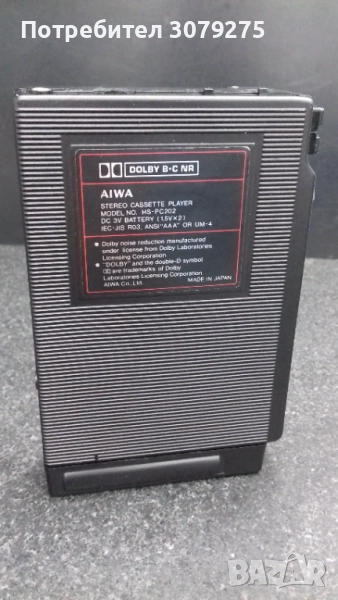 Потребител 3079275
DOLBY B·C NR
AIWA
STEREO CASSETTE PLAYER
MODEL NO. HS-PC202
DC 3V BATTERY (1.5V×2)
IEC·JIS R03, ANSI"AAA" OR UM-4
● Dolby noise reduction manufactured
under license from Dolby Laboratories
Licensing Corporation
● "DOLBY" and the double-D symbol
are trademarks of Dolby
Laboratories Licensing Corporation
AIWA Co., Ltd. MADE IN JAPAN
BAZAR